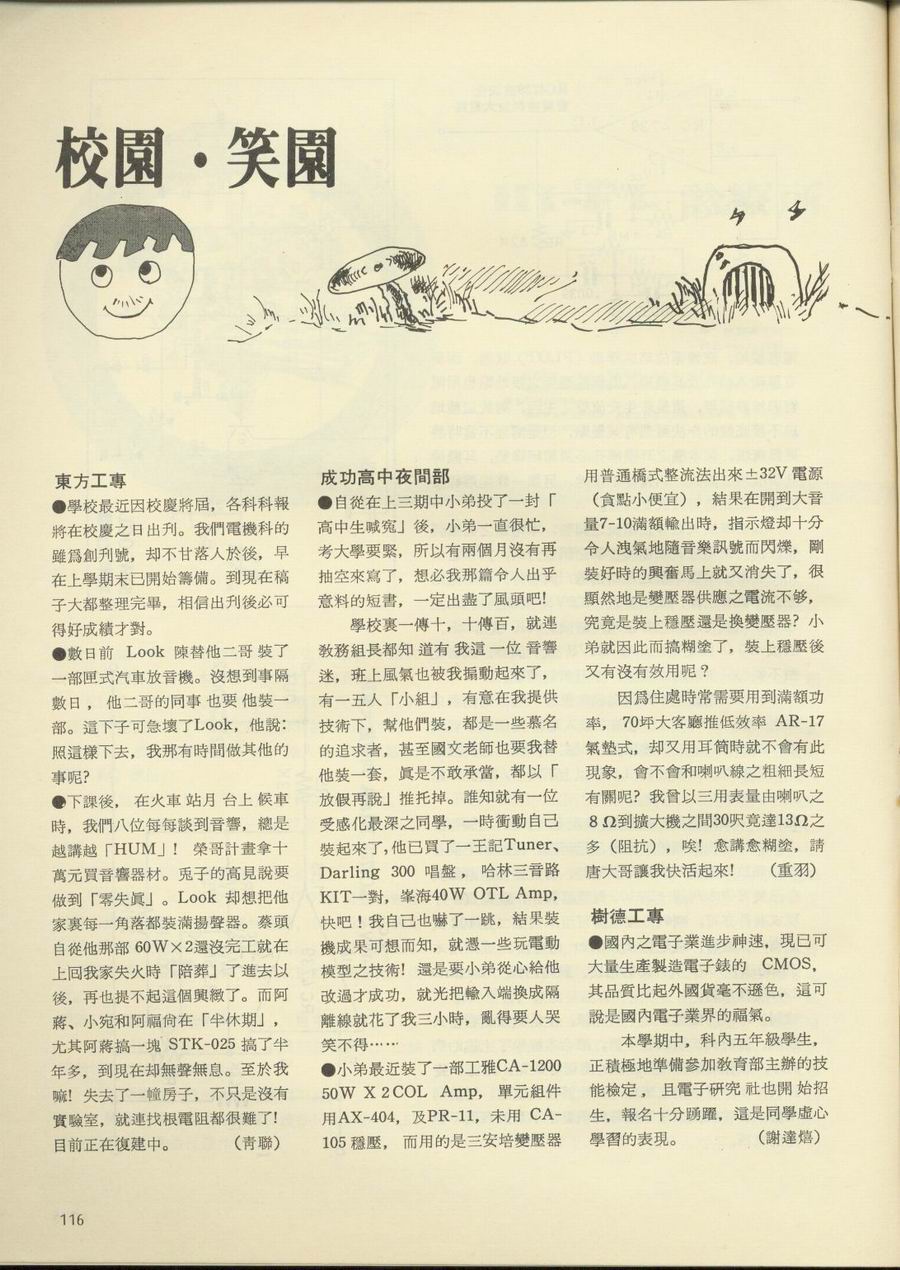 校園・笑園
東方工專
●學校最近因校慶將屆，各科科報
將在校慶之日出刋。我們電機科的
雖爲創刋號，却不甘落人於後，早
在上學期末已開始籌備。到現在稿
子大都整理完畢，相信出刋後必可
得好成績才對。
●數日前 Look 陳替他二哥裝了
一部匣式汽車放音機。沒想到事隔
數日，他二哥的同事也要他裝一
部。這下子可急壞了Look，他說：
照這樣下去，我那有時間做其他的
事呢？
●下課後，在火車站月台上候車
時，我們八位每每談到音響，總是
越講越「HUM」！ 榮哥計畫拿十
萬元買音響器材。兎子的高見說要
做到「零失眞」。Look 却想把他
家裏每一角落都裝滿揚聲器。蔡頭
自從他那部 60W×2還沒完工就在
上回我家失火時「陪葬」了進去以
後，再也提不起這個興緻了。而阿
蔣、小宛和阿福尙在「半休期」，
尤其阿蔣搞一塊 STK-025 搞了半
年多，到現在却無聲無息。至於我
嘛！失去了一幢房子，不只是沒有
實驗室，就連找根電阻都很難了！
目前正在復建中。 （靑聯）
成功高中夜間部
●自從在上三期中小弟投了一封「
高中生喊寃」後，小弟一直很忙，
考大學要緊，所以有兩個月沒有再
抽空來寫了，想必我那篇令人出乎
意料的短書，一定出盡了風頭吧！
學校裏一傳十，十傳百，就連
敎務組長都知道有我這一位音響
迷，班上風氣也被我搧動起來了，
有一五人「小組」，有意在我提供
技術下，幫他們裝，都是一些慕名
的追求者，甚至國文老師也要我替
他裝一套，眞是不敢承當，都以「
放假再說」推托掉。誰知就有一位
受感化最深之同學，一時衝動自己
裝起來了，他已買了一王記Tuner、
Darling 300 唱盤， 哈林三音路
KIT一對，峯海40W OTL Amp，
快吧！我自己也嚇了一跳，結果裝
機成果可想而知，就憑一些玩電動
模型之技術！還是要小弟從心給他
改過才成功，就光把輸入端換成隔
離線就花了我三小時，亂得要人哭
笑不得……
●小弟最近裝了一部工雅CA-1200
50W X 2 COL Amp，單元組件
用AX-404，及PR-11，未用 CA-
105 穩壓，而用的是三安培變壓器
用普通橋式整流法出來±32V 電源
（貪點小便宜），結果在開到大音
量7-10滿額輸出時，指示燈却十分
令人洩氣地隨音樂訊號而閃爍，剛
裝好時的興奮馬上就又消失了，很
顯然地是變壓器供應之電流不够，
究竟是裝上穩壓還是換變壓器？小
弟就因此而搞糊塗了，裝上穩壓後
又有沒有效用呢？
因爲住處時常需要用到滿額功
率， 70坪大客廳推低效率 AR-17
氣墊式，却又用耳筒時就不會有此
現象，會不會和喇叭線之粗細長短
有關呢？我曾以三用表量由喇叭之
8 Ω到擴大機之間30呎竟達13Ω之
多（阻抗），唉！愈講愈糊塗，請
唐大哥讓我快活起來！ （重羽）
樹德工專
●國內之電子業進步神速，現已可
大量生產製造電子錶的 CMOS，
其品質比起外國貨毫不遜色，這可
說是國內電子業界的福氣。
本學期中，科內五年級學生，
正積極地準備參加敎育部主辦的技
能檢定，且電子硏究社也開始招
生，報名十分踴躍，這是同學虛心
學習的表現。 （謝達熺）
116